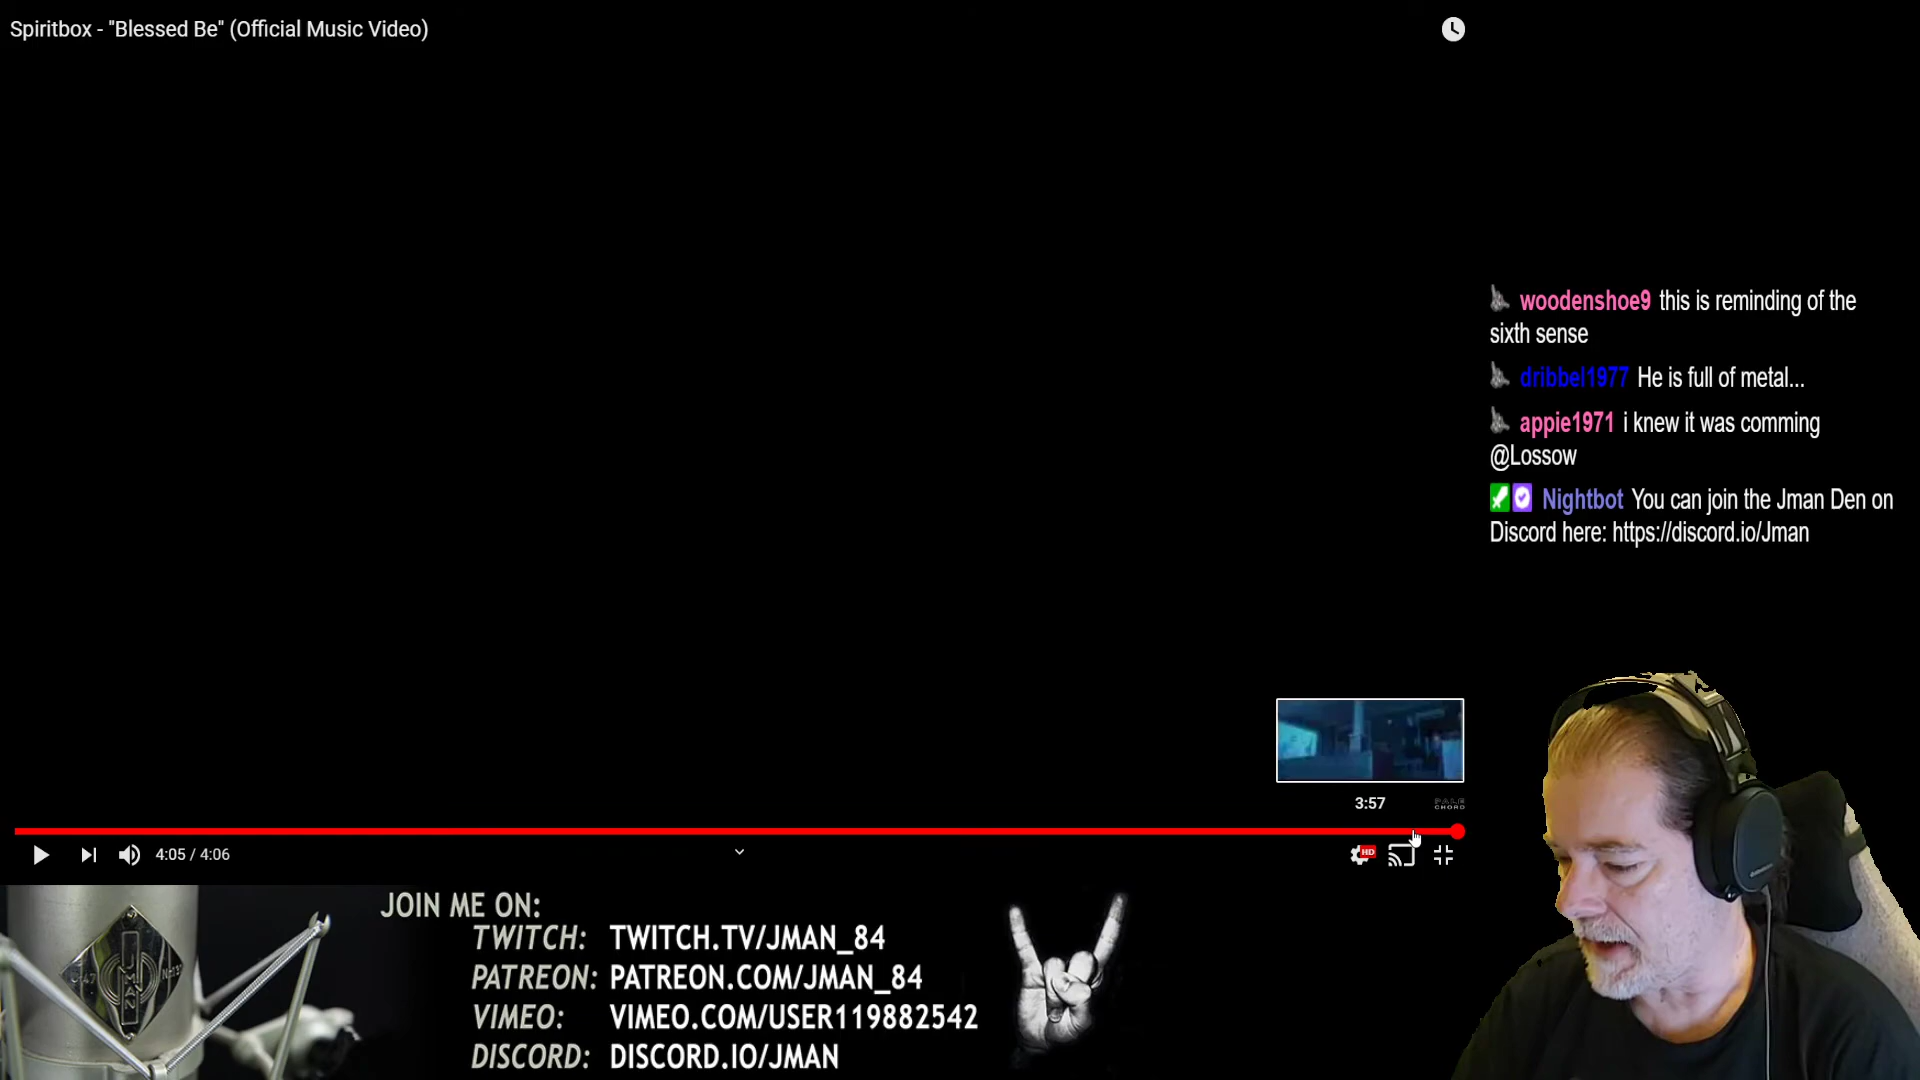 Spiritbox - "Blessed Be" (Official Music Video)
woodenshoe9 this is reminding of the
sixth sense
dribbel1977 He is full of metal...
appie1971 i knew it was comming
@Lossow
Nightbot You can join the Jman Den on
Discord here: https://discord.io/Jman
3:57
PALE
CHORD
4:05 / 4:06
HD
JOIN ME ON:
TWITCH: TWITCH.TV/JMAN_84
PATREON: PATREON.COM/JMAN_84
VIMEO: VIMEO.COM/USER119882542
DISCORD: DISCORD.IO/JMAN
JMAN